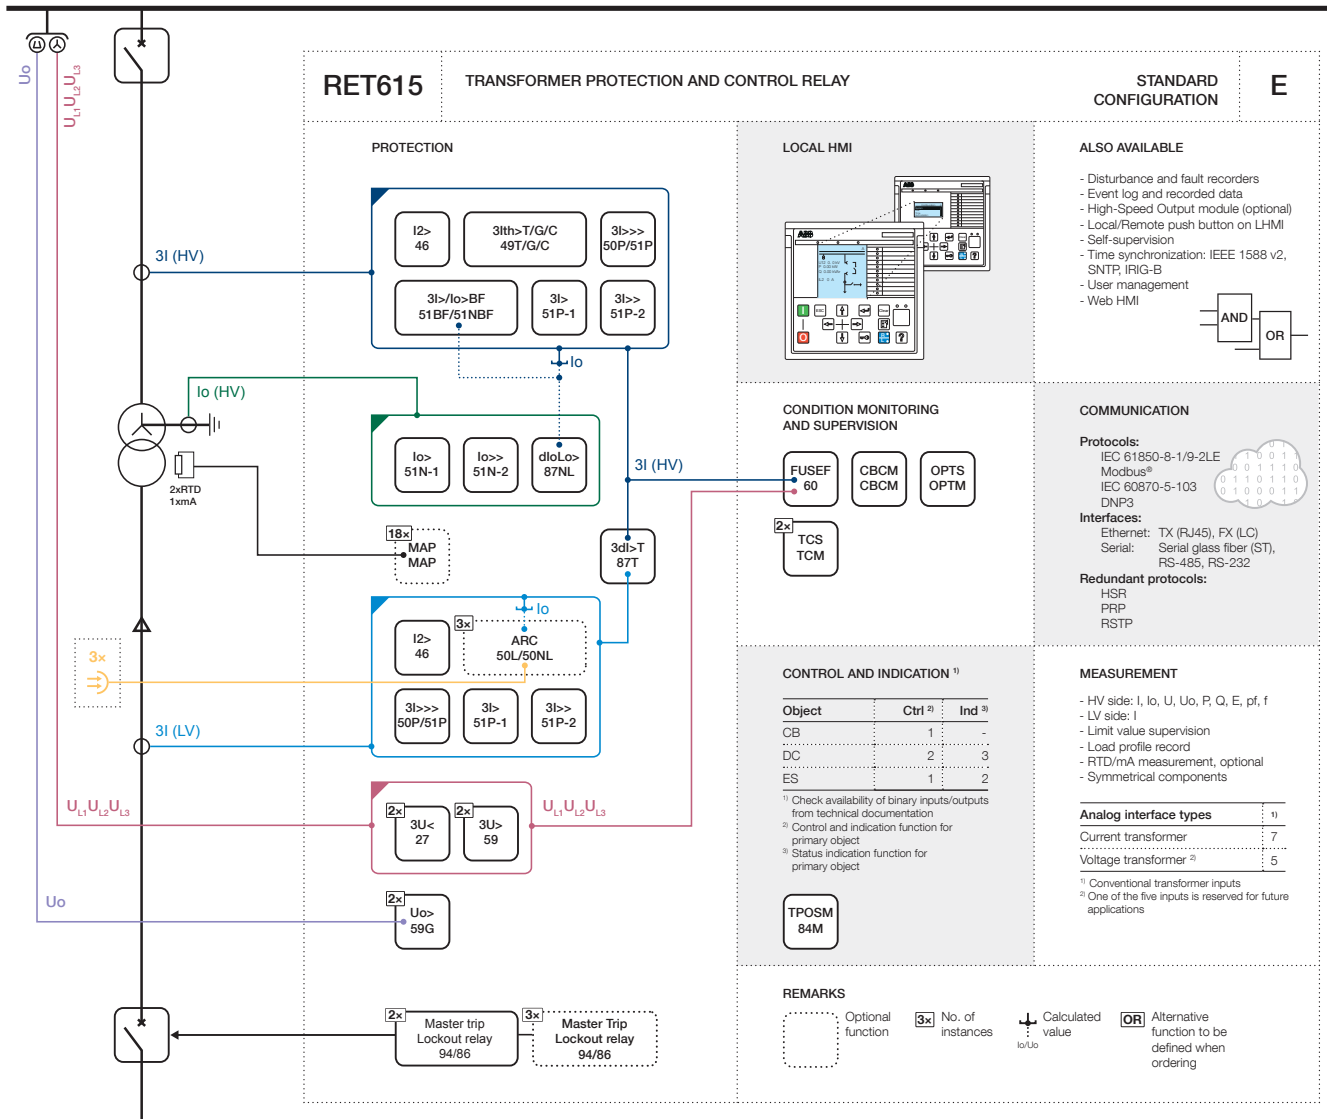 RET615
TRANSFORMER PROTECTION AND CONTROL RELAY
STANDARD
CONFIGURATION
E
Uo
UL1UL2UL3
PROTECTION
3I (HV)
I2>
46
3Ith>T/G/C
49T/G/C
3I>>>
50P/51P
3I>/Io>BF
51BF/51NBF
3I>
51P-1
3I>>
51P-2
Io
Io (HV)
Io>
51N-1
Io>>
51N-2
dIoLo>
87NL
3I (HV)
2xRTD
1xmA
18×
MAP
MAP
3dI>T
87T
Io
I2>
46
3×
ARC
50L/50NL
3×
3I>>>
50P/51P
3I>
51P-1
3I>>
51P-2
3I (LV)
UL1UL2UL3
2×
3U<
27
2×
3U>
59
UL1UL2UL3
Uo
2×
Uo>
59G
2×
Master trip
Lockout relay
94/86
3×
Master Trip
Lockout relay
94/86
LOCAL HMI
ABB
ABB
ALSO AVAILABLE
- Disturbance and fault recorders
- Event log and recorded data
- High-Speed Output module (optional)
- Local/Remote push button on LHMI
- Self-supervision
- Time synchronization: IEEE 1588 v2,
SNTP, IRIG-B
- User management
- Web HMI
AND
OR
CONDITION MONITORING
AND SUPERVISION
FUSEF
60
CBCM
CBCM
OPTS
OPTM
2×
TCS
TCM
COMMUNICATION
Protocols:
IEC 61850-8-1/9-2LE
Modbus®
IEC 60870-5-103
DNP3
Interfaces:
Ethernet: TX (RJ45), FX (LC)
Serial: Serial glass fiber (ST),
RS-485, RS-232
Redundant protocols:
HSR
PRP
RSTP
CONTROL AND INDICATION 1)
Object Ctrl 2) Ind 3)
CB 1 -
DC 2 3
ES 1 2
1) Check availability of binary inputs/outputs
from technical documentation
2) Control and indication function for
primary object
3) Status indication function for
primary object
TPOSM
84M
MEASUREMENT
- HV side: I, Io, U, Uo, P, Q, E, pf, f
- LV side: I
- Limit value supervision
- Load profile record
- RTD/mA measurement, optional
- Symmetrical components
Analog interface types 1)
Current transformer 7
Voltage transformer 2) 5
1) Conventional transformer inputs
2) One of the five inputs is reserved for future
applications
REMARKS
Optional
function
3×
No. of
instances
Io/Uo
Calculated
value
OR
Alternative
function to be
defined when
ordering